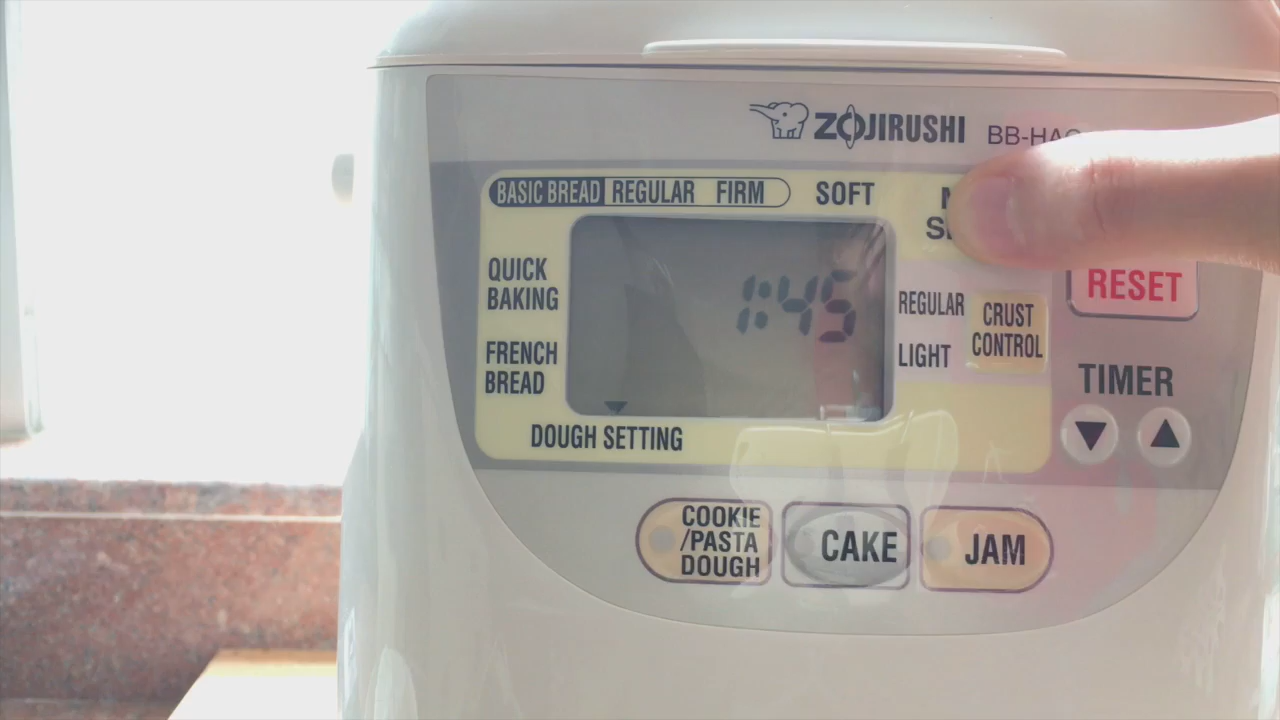 ZOJIRUSHI BB-HAC
BASIC BREAD REGULAR FIRM SOFT
QUICK
BAKING
1:45
REGULAR
LIGHT
CRUST
CONTROL
RESET
FRENCH
BREAD
TIMER
DOUGH SETTING
COOKIE
/PASTA
DOUGH
CAKE
JAM